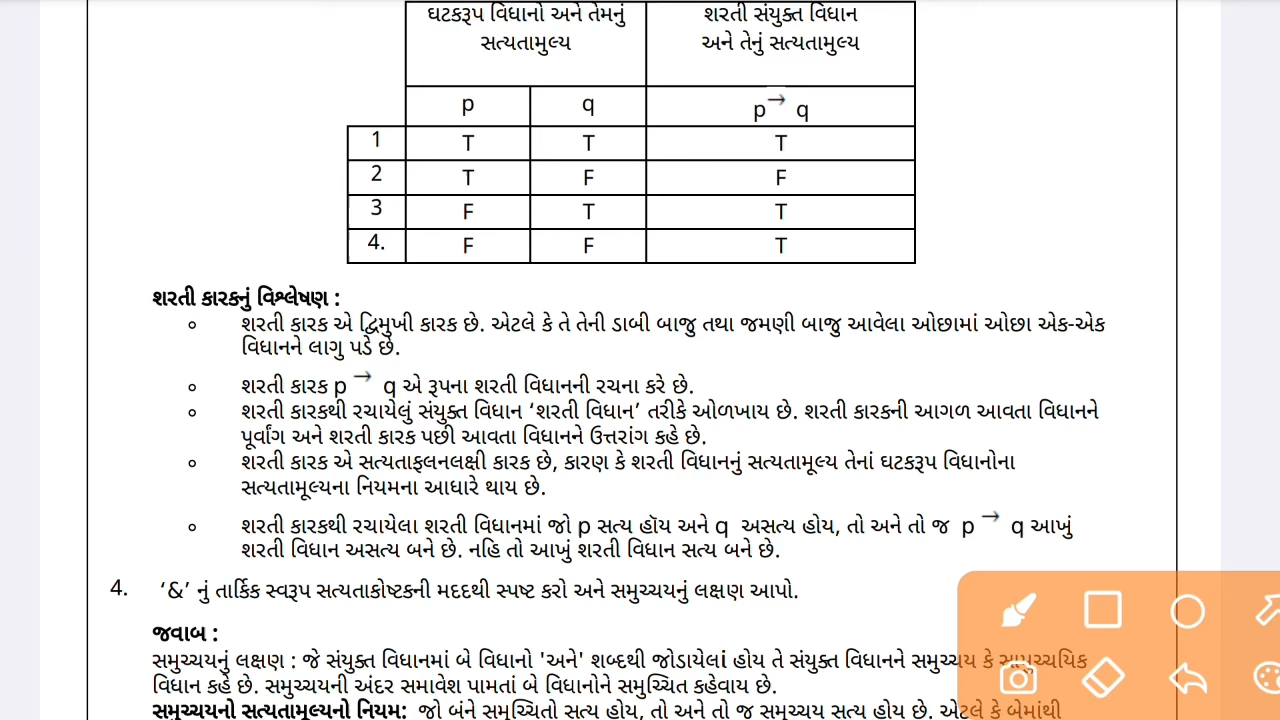 ઘટકરૂપ વિધાનો અને તેમનું સત્યતામુલ્ય
શરતી સંયુક્ત વિધાન અને તેનું સત્યતામુલ્ય
p q p → q
1 T T T
2 T F F
3 F T T
4. F F T
શરતી કારકનું વિશ્લેષણ :
શરતી કારક એ દ્વિમુખી કારક છે. એટલે કે તે તેની ડાબી બાજુ તથા જમણી બાજુ આવેલા ઓછામાં ઓછા એક-એક
વિધાનને લાગુ પડે છે.
શરતી કારક p → q એ રૂપના શરતી વિધાનની રચના કરે છે.
શરતી કારકથી રચાયેલું સંયુક્ત વિધાન ‘શરતી વિધાન’ તરીકે ઓળખાય છે. શરતી કારકની આગળ આવતા વિધાનને
પૂર્વાંગ અને શરતી કારક પછી આવતા વિધાનને ઉત્તરાંગ કહે છે.
શરતી કારક એ સત્યતાફલનલક્ષી કારક છે, કારણ કે શરતી વિધાનનું સત્યતામૂલ્ય તેનાં ઘટકરૂપ વિધાનોના
સત્યતામૂલ્યના નિયમના આધારે થાય છે.
શરતી કારકથી રચાયેલા શરતી વિધાનમાં જો p સત્ય હૉય અને q અસત્ય હોય, તો અને તો જ p → q આખું
શરતી વિધાન અસત્ય બને છે. નહિ તો આખું શરતી વિધાન સત્ય બને છે.
4. ‘&’ નું તાર્કિક સ્વરૂપ સત્યતાકોષ્ટકની મદદથી સ્પષ્ટ કરો અને સમુચ્ચયનું લક્ષણ આપો.
જવાબ :
સમુચ્ચયનું લક્ષણ : જે સંયુક્ત વિધાનમાં બે વિધાનો 'અને' શબ્દથી જોડાયેલાં હોય તે સંયુક્ત વિધાનને સમુચ્ચય કે સામુચ્ચયિક
વિધાન કહે છે. સમુચ્ચયની અંદર સમાવેશ પામતાં બે વિધાનોને સમુચ્ચિત કહેવાય છે.
સમુચ્ચયનો સત્યતામૂલ્યનો નિયમ: જો બંને સમુચ્ચિતો સત્ય હોય, તો અને તો જ સમુચ્ચય સત્ય હોય છે. એટલે કે બેમાંથી